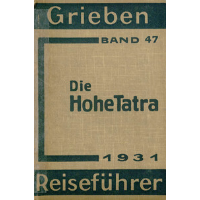 Grieben
BAND 47
Die
Hohe Tatra
1931
Reiseführer